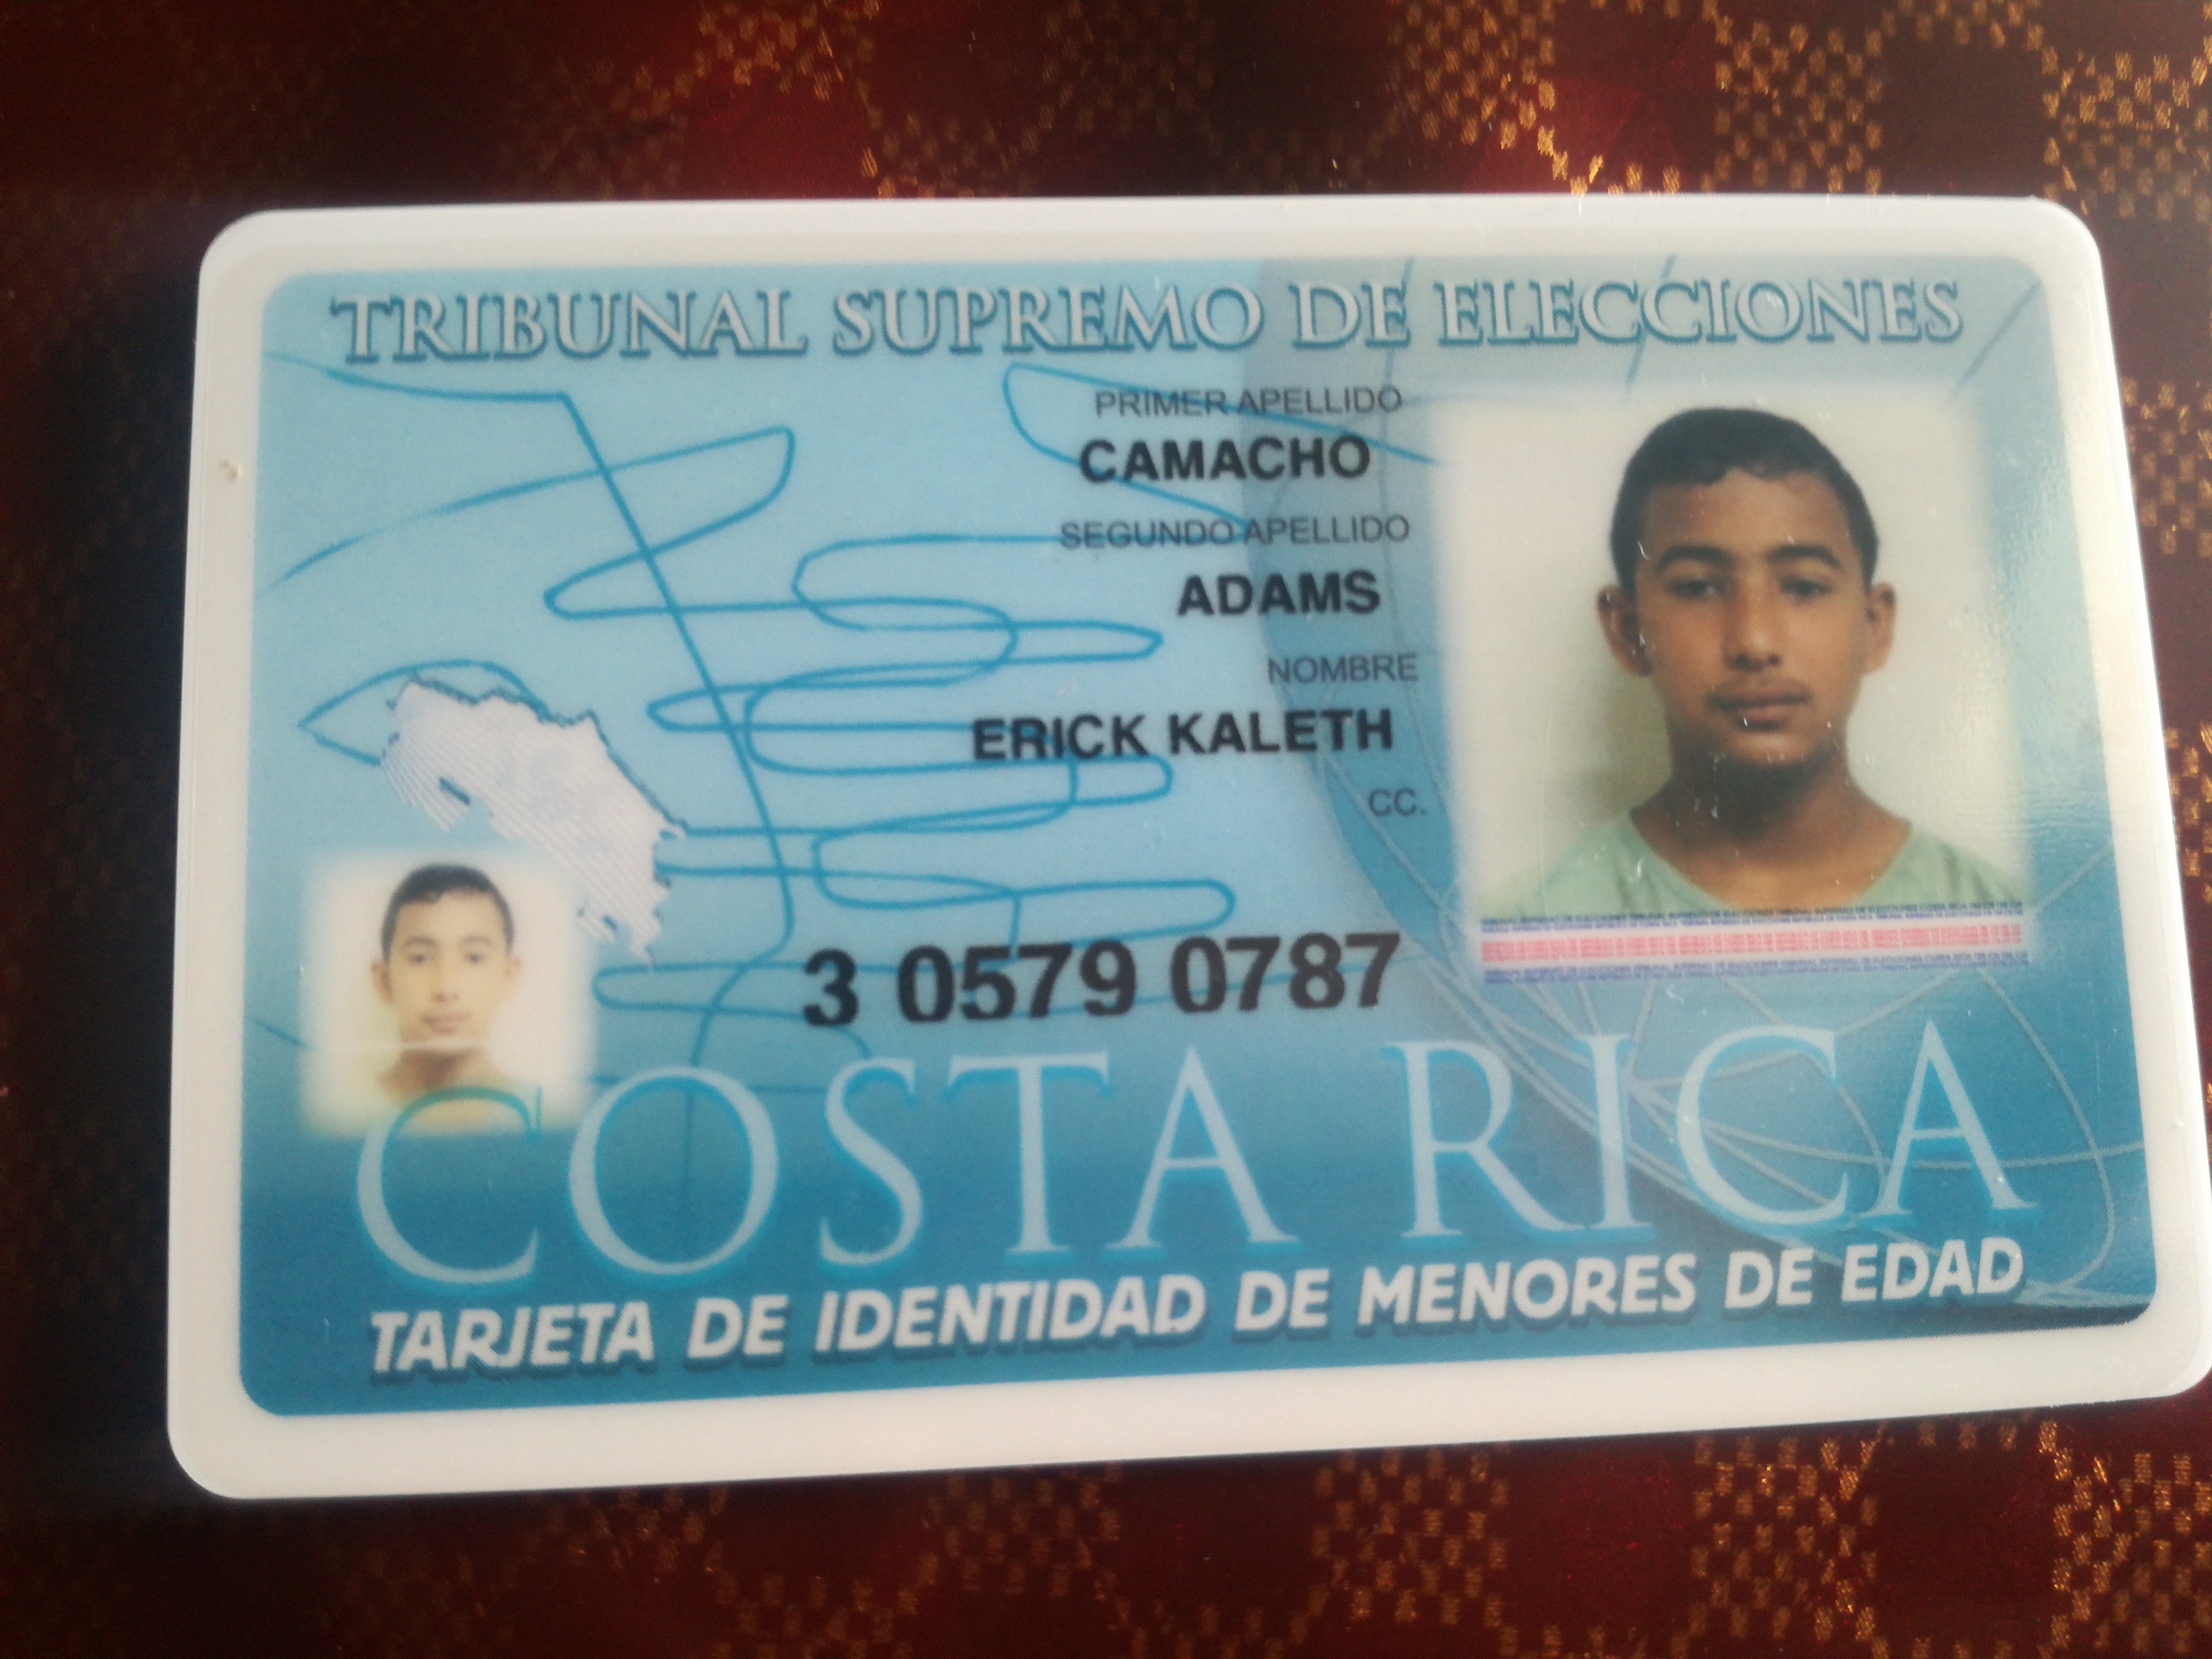 TRIBUNAL SUPREMO DE ELECCIONES
PRIMER APELLIDO
CAMACHO
SEGUNDO APELLIDO
ADAMS
NOMBRE
ERICK KALETH
CC.
3 0579 0787
COSTA RICA
TARJETA DE IDENTIDAD DE MENORES DE EDAD